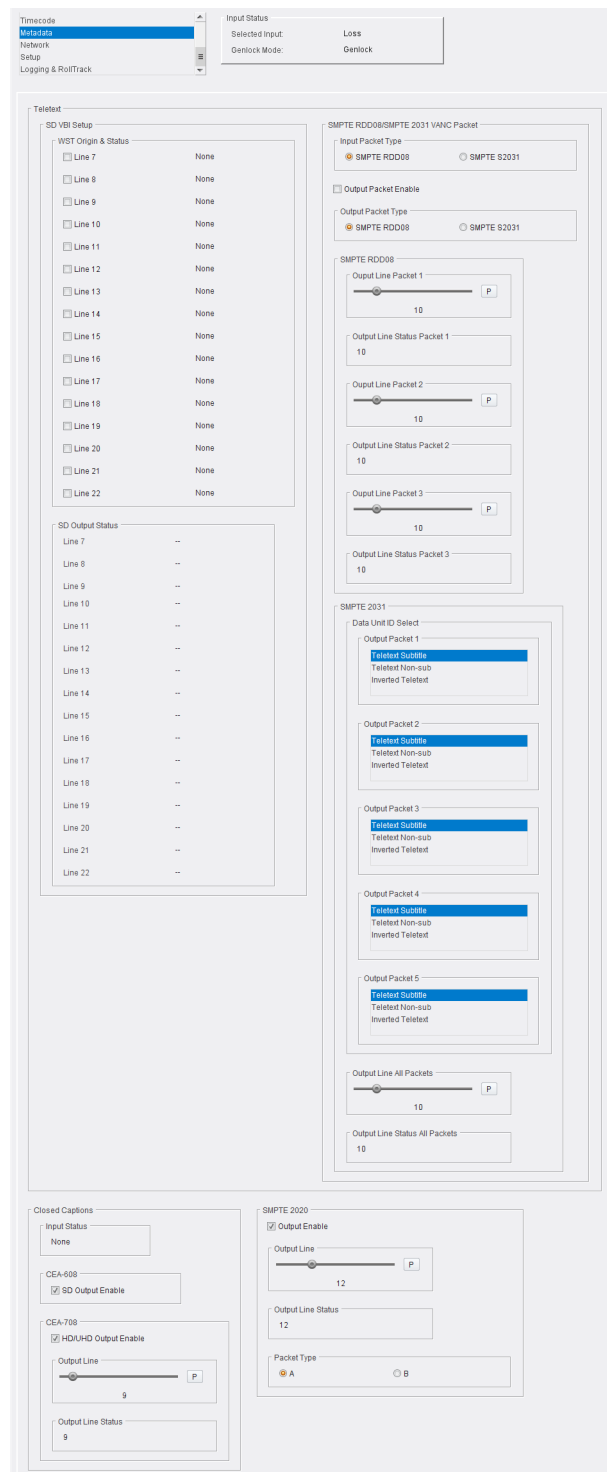 Timecode
Metadata
Network
Setup
Logging & RollTrack
Input Status
Selected Input: Loss
Genlock Mode: Genlock
Teletext
SD VBI Setup
WST Origin & Status
Line 7 None
Line 8 None
Line 9 None
Line 10 None
Line 11 None
Line 12 None
Line 13 None
Line 14 None
Line 15 None
Line 16 None
Line 17 None
Line 18 None
Line 19 None
Line 20 None
Line 21 None
Line 22 None
SD Output Status
Line 7 --
Line 8 --
Line 9 --
Line 10 --
Line 11 --
Line 12 --
Line 13 --
Line 14 --
Line 15 --
Line 16 --
Line 17 --
Line 18 --
Line 19 --
Line 20 --
Line 21 --
Line 22 --
SMPTE RDD08/SMPTE 2031 VANC Packet
Input Packet Type
SMPTE RDD08 SMPTE S2031
Output Packet Enable
Output Packet Type
SMPTE RDD08 SMPTE S2031
SMPTE RDD08
Ouput Line Packet 1
P
10
Output Line Status Packet 1
10
Ouput Line Packet 2
P
10
Output Line Status Packet 2
10
Ouput Line Packet 3
P
10
Output Line Status Packet 3
10
SMPTE 2031
Data Unit ID Select
Output Packet 1
Teletext Subtitle
Teletext Non-sub
Inverted Teletext
Output Packet 2
Teletext Subtitle
Teletext Non-sub
Inverted Teletext
Output Packet 3
Teletext Subtitle
Teletext Non-sub
Inverted Teletext
Output Packet 4
Teletext Subtitle
Teletext Non-sub
Inverted Teletext
Output Packet 5
Teletext Subtitle
Teletext Non-sub
Inverted Teletext
Output Line All Packets
P
10
Output Line Status All Packets
10
Closed Captions
Input Status
None
CEA-608
SD Output Enable
CEA-708
HD/UHD Output Enable
Output Line
P
9
Output Line Status
9
SMPTE 2020
Output Enable
Output Line
P
12
Output Line Status
12
Packet Type
A B